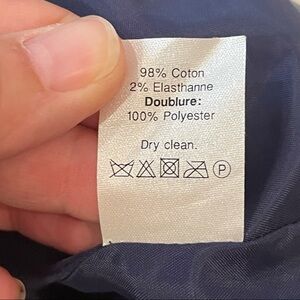 98% Coton
2% Elasthanne
Doublure:
100% Polyester
Dry clean.
P